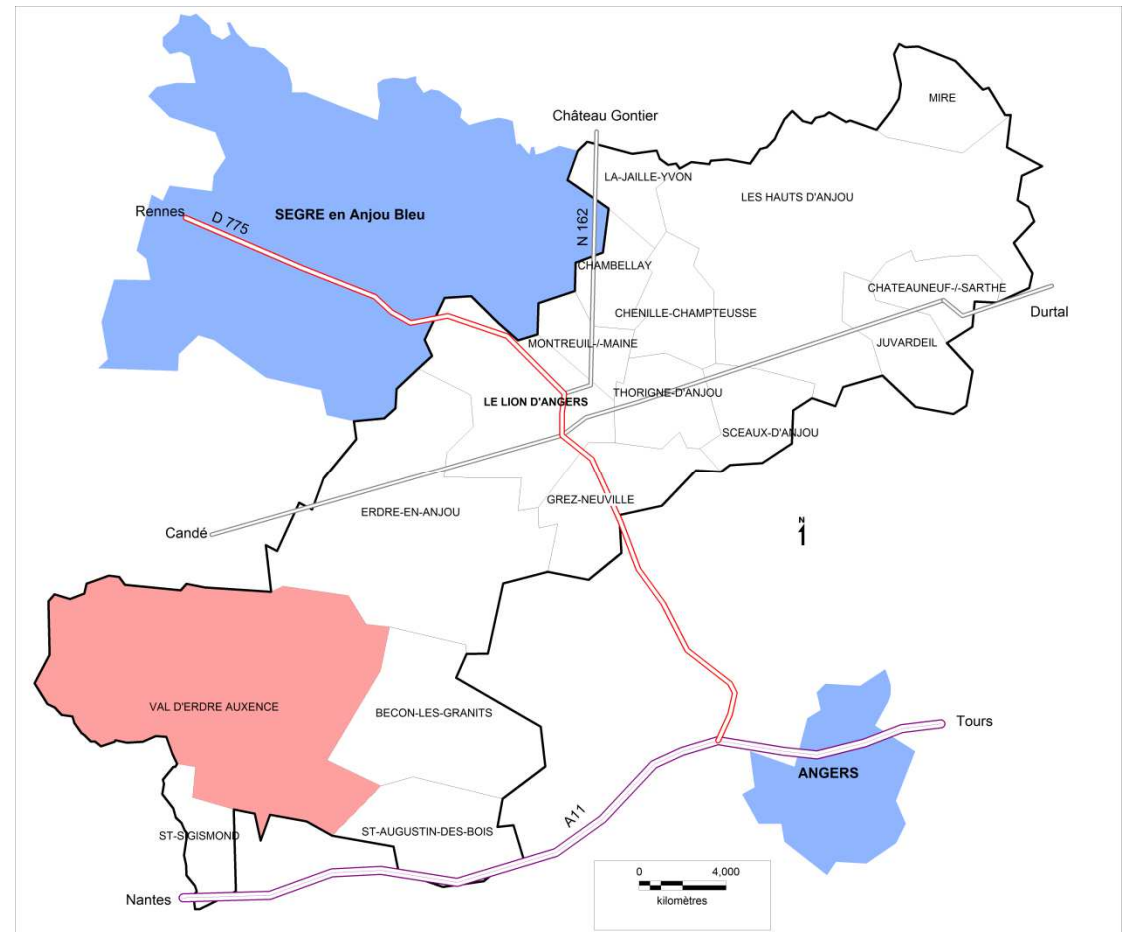 MIRE
Château Gontier
LA-JAILLE-YVON
LES HAUTS D'ANJOU
Rennes
D 775
SEGRE en Anjou Bleu
N 162
CHAMBELLAY
CHATEAUNEUF-/-SARTHE
Durtal
CHENILLE-CHAMPTEUSSE
MONTREUIL-/-MAINE
JUVARDEIL
THORIGNE-D'ANJOU
LE LION D'ANGERS
SCEAUX-D'ANJOU
GREZ-NEUVILLE
ERDRE-EN-ANJOU
N
1
Candé
VAL D'ERDRE AUXENCE
BECON-LES-GRANITS
Tours
ANGERS
A11
ST-SIGISMOND
ST-AUGUSTIN-DES-BOIS
0 4,000
kilomètres
Nantes